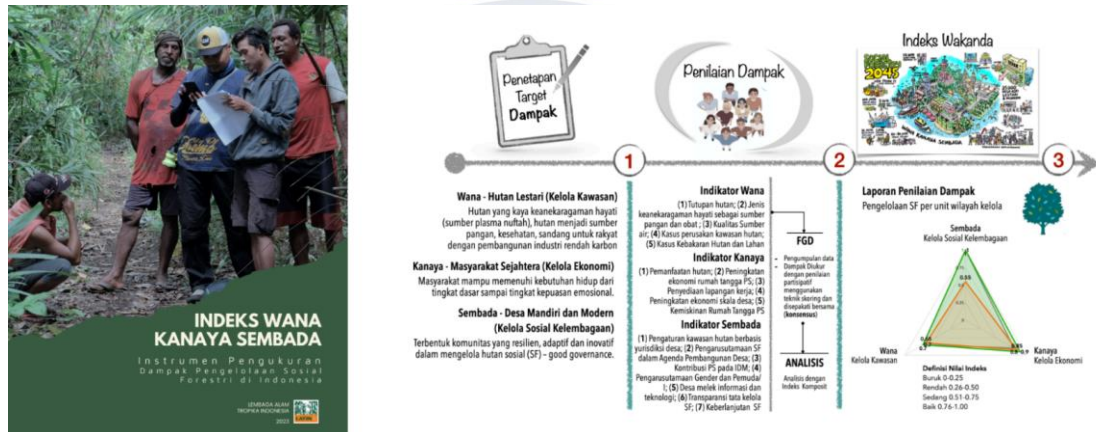 INDEKS WANA
KANAYA SEMBADA
Instrumen Pengukuran
Dampak Pengelolaan Sosial
Forestri di Indonesia
LEMBAGA ALAM
TROPIKA INDONESIA
2023
Penetapan
Target
Dampak
Penilaian Dampak
Indeks Wakanda
2045
1
2
3
Wana - Hutan Lestari (Kelola Kawasan)
Hutan yang kaya keanekaragaman hayati
(sumber plasma nuftah), hutan menjadi sumber
pangan, kesehatan, sandang untuk rakyat
dengan pembangunan industri rendah karbon
Kanaya - Masyarakat Sejahtera (Kelola Ekonomi)
Masyarakat mampu memenuhi kebutuhan hidup dari
tingkat dasar sampai tingkat kepuasan emosional.
Sembada - Desa Mandiri dan Modern
(Kelola Sosial Kelembagaan)
Terbentuk komunitas yang resilien, adaptif dan inovatif
dalam mengelola hutan sosial (SF) – good governance.
Indikator Wana
(1)Tutupan hutan; (2) Jenis
keanekaragaman hayati sebagai sumber
pangan dan obat ; (3) Kualitas Sumber
air; (4) Kasus perusakan kawasan hutan;
(5) Kasus Kebakaran Hutan dan Lahan
Indikator Kanaya
(1) Pemanfaatan hutan; (2) Peningkatan
ekonomi rumah tangga PS; (3)
Penyediaan lapangan kerja; (4)
Peningkatan ekonomi skala desa; (5)
Kemiskinan Rumah Tangga PS
Indikator Sembada
(1) Pengaturan kawasan hutan berbasis
yurisdiksi desa; (2) Pengarusutamaan SF
dalam Agenda Pembangunan Desa; (3)
Kontribusi PS pada IDM; (4)
Pengarusutamaan Gender dan Pemuda/
i; (5) Desa melek informasi dan
teknologi; (6)Transparansi tata kelola
SF; (7) Keberlanjutan SF
FGD
- Pengumpulan data
- Dampak Diukur
dengan penilaian
partisipatif
menggunakan
teknik skoring dan
disepakati bersama
(konsensus)
ANALISIS
Analisis dengan
Indeks Komposit
Laporan Penilaian Dampak
Pengelolaan SF per unit wilayah kelola
Sembada
Kelola Sosial Kelembagaan
0.55
Wana
Kelola Kawasan
Kanaya
Kelola Ekonomi
Definisi Nilai Indeks
Buruk 0-0.25
Rendah 0.26-0.50
Sedang 0.51-0.75
Baik 0.76-1.00